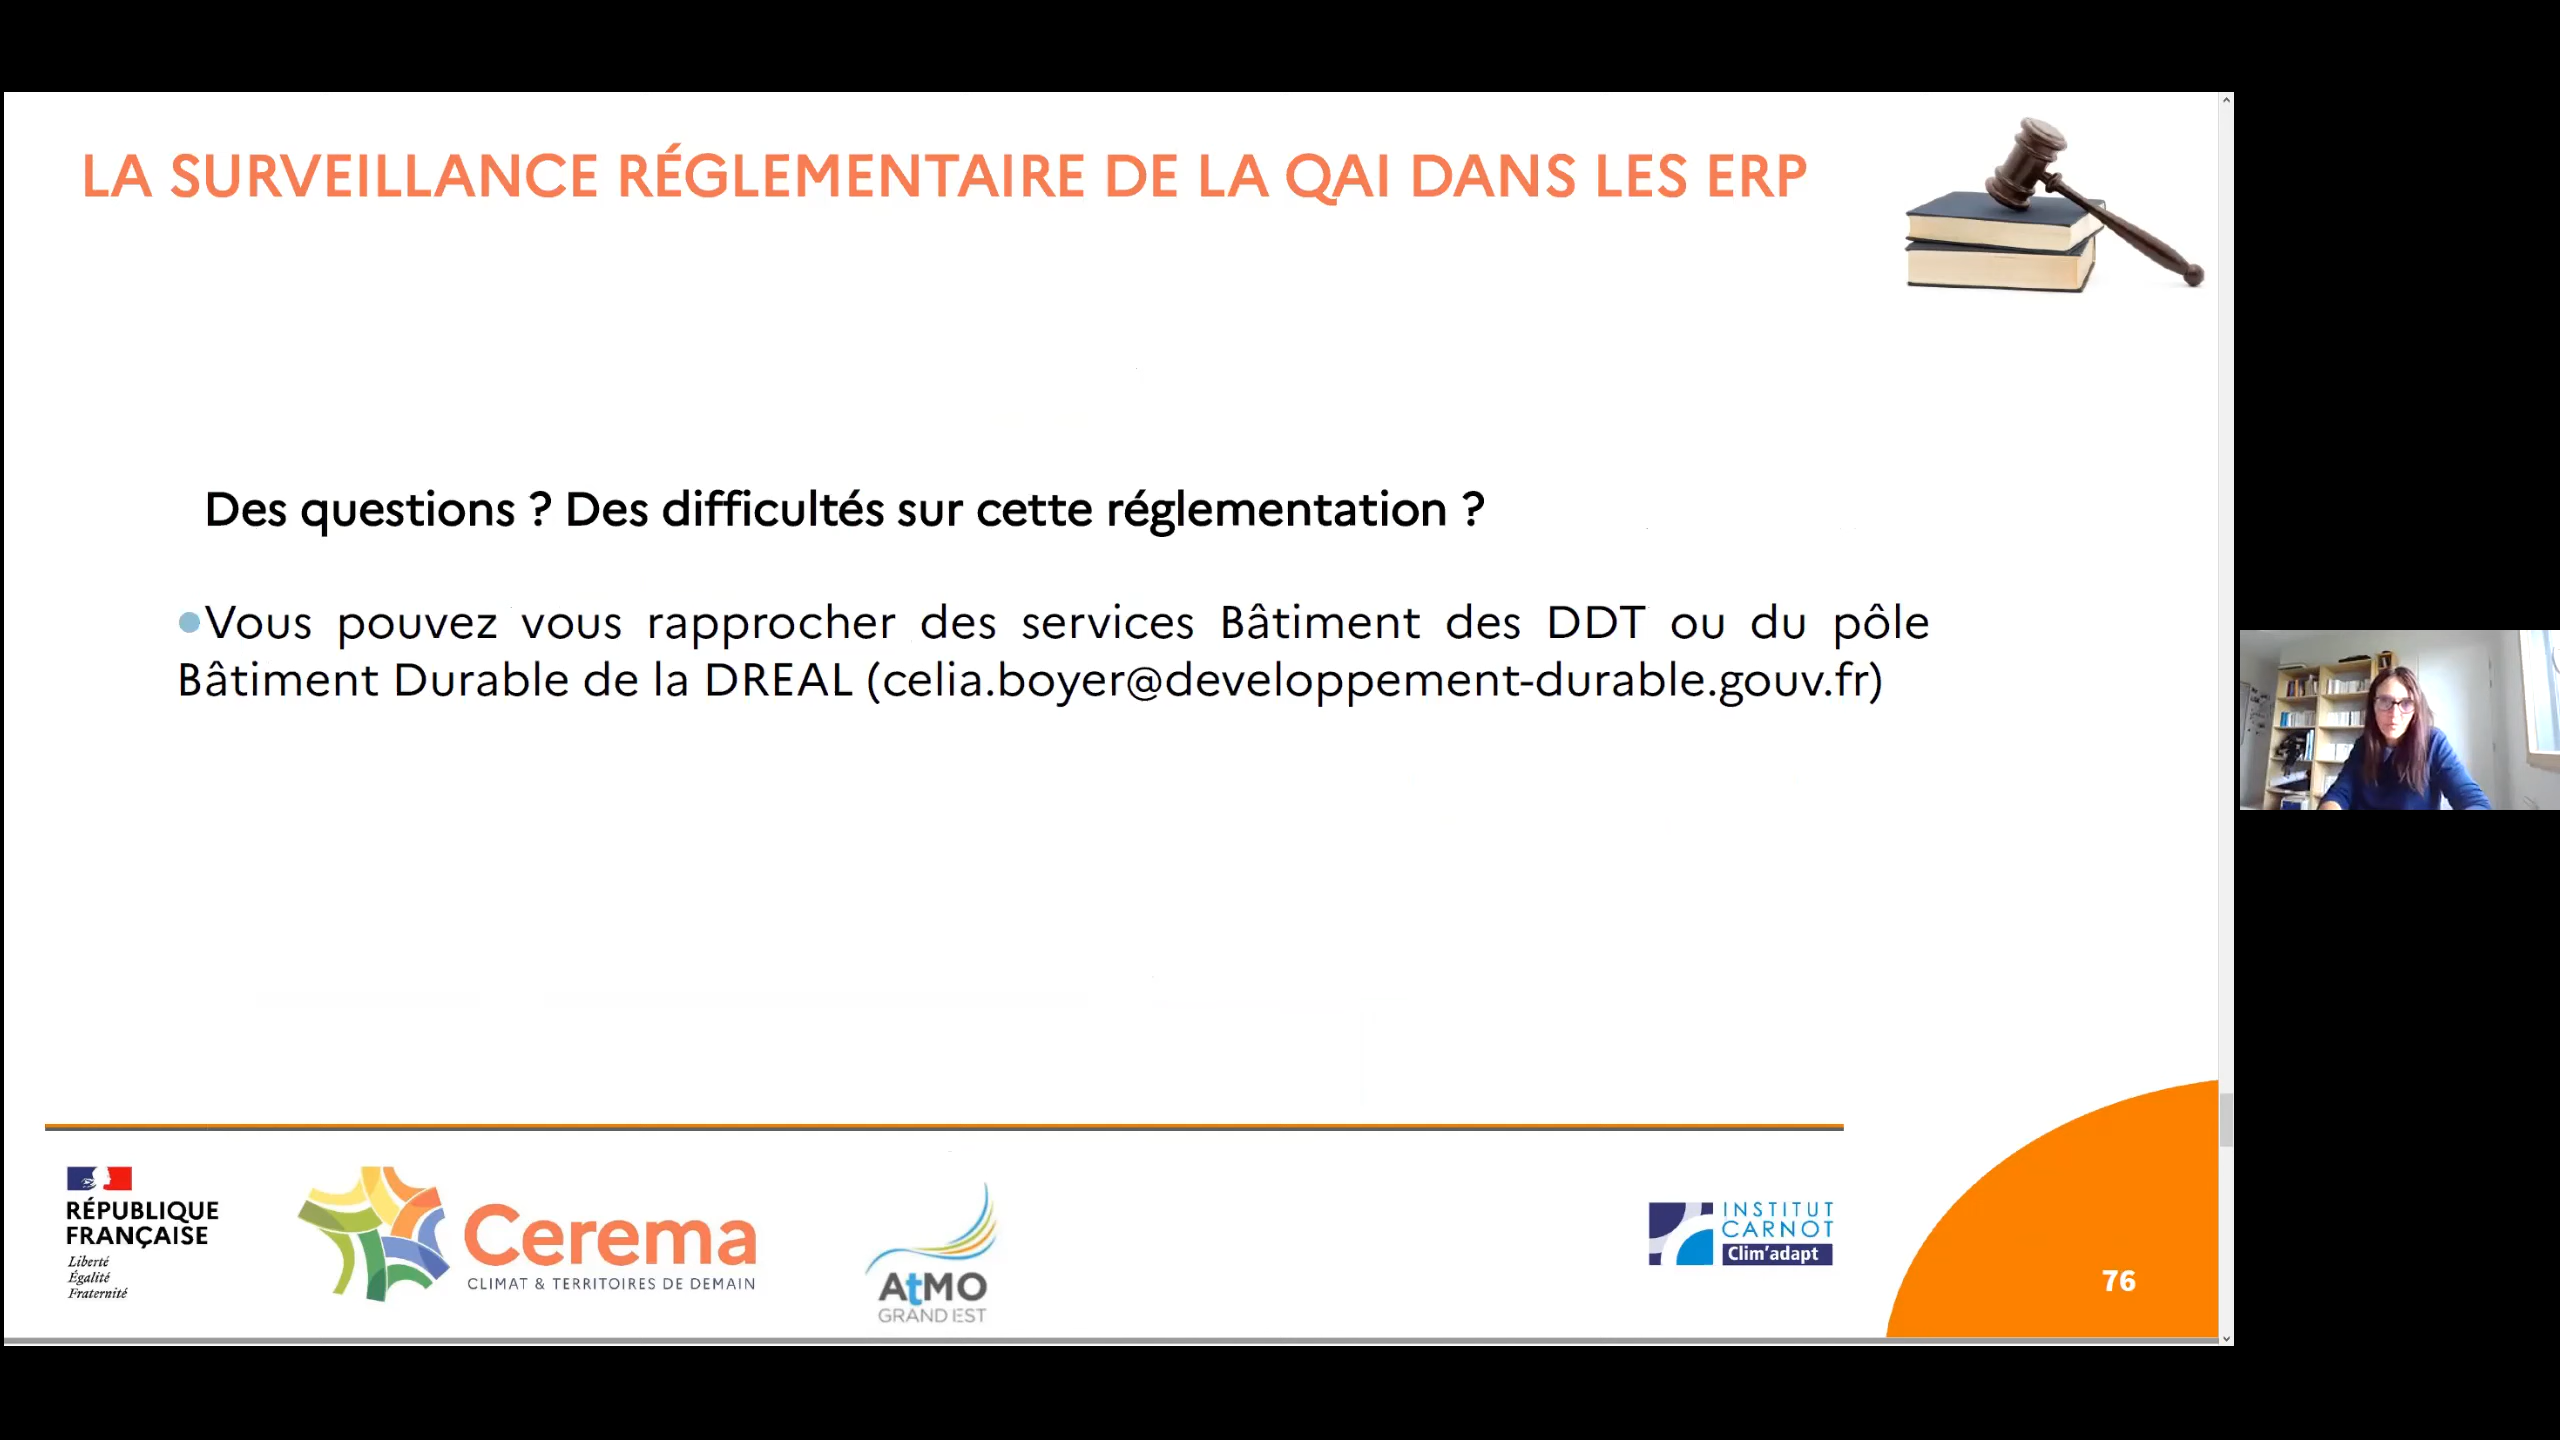 LA SURVEILLANCE RÉGLEMENTAIRE DE LA QAI DANS LES ERP
Des questions ? Des difficultés sur cette réglementation ?
Vous pouvez vous rapprocher des services Bâtiment des DDT ou du pôle
Bâtiment Durable de la DREAL (celia.boyer@developpement-durable.gouv.fr)
RÉPUBLIQUE
FRANÇAISE
Liberté
Égalité
Fraternité
Cerema
CLIMAT & TERRITOIRES DE DEMAIN
AtMO
GRAND EST
INSTITUT
CARNOT
Clim'adapt
76